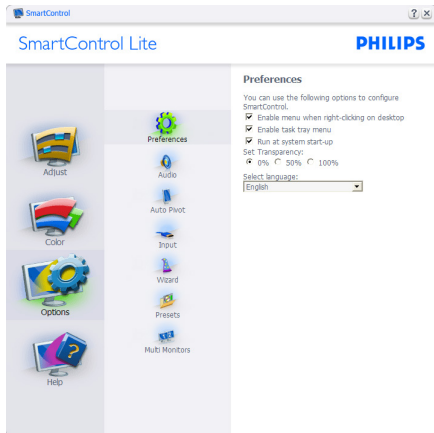 SmartControl
SmartControl Lite
PHILIPS
Adjust
Color
Options
Help
Preferences
Audio
Auto Pivot
Input
Wizard
Presets
Multi Monitors
Preferences
You can use the following options to configure
SmartControl.
Enable menu when right-clicking on desktop
Enable task tray menu
Run at system start-up
Set Transparency:
0% 50% 100%
Select language:
English